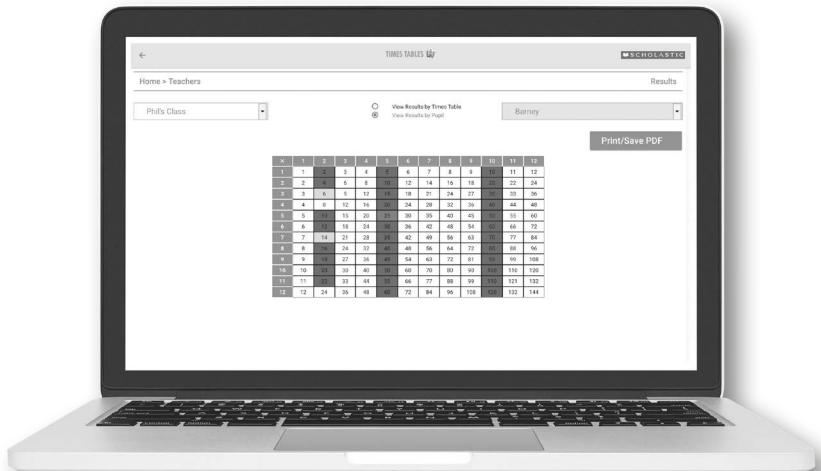 TIMES TABLES
SCHOLASTIC
Home > Teachers Results
Phil's Class
View Results by Times Table
View Results by Pupil
Barney
Print/Save PDF
× 1 2 3 4 5 6 7 8 9 10 11 12
1 1 2 3 4 5 6 7 8 9 10 11 12
2 2 4 6 8 10 12 14 16 18 20 22 24
3 3 6 9 12 15 18 21 24 27 30 33 36
4 4 8 12 16 20 24 28 32 36 40 44 48
5 5 10 15 20 25 30 35 40 45 50 55 60
6 6 12 18 24 30 36 42 48 54 60 66 72
7 7 14 21 28 35 42 49 56 63 70 77 84
8 8 16 24 32 40 48 56 64 72 80 88 96
9 9 18 27 36 45 54 63 72 81 90 99 108
10 10 20 30 40 50 60 70 80 90 100 110 120
11 11 22 33 44 55 66 77 88 99 110 121 132
12 12 24 36 48 60 72 84 96 108 120 132 144